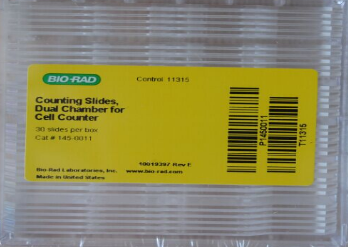 BIO-RAD
Control 11315
Counting Slides,
Dual Chamber for
Cell Counter
30 slides per box
Cat # 145-0011
10019397 Rev E
Bio-Rad Laboratories, Inc. www.bio-rad.com
Made in United States
P1450011
T11315